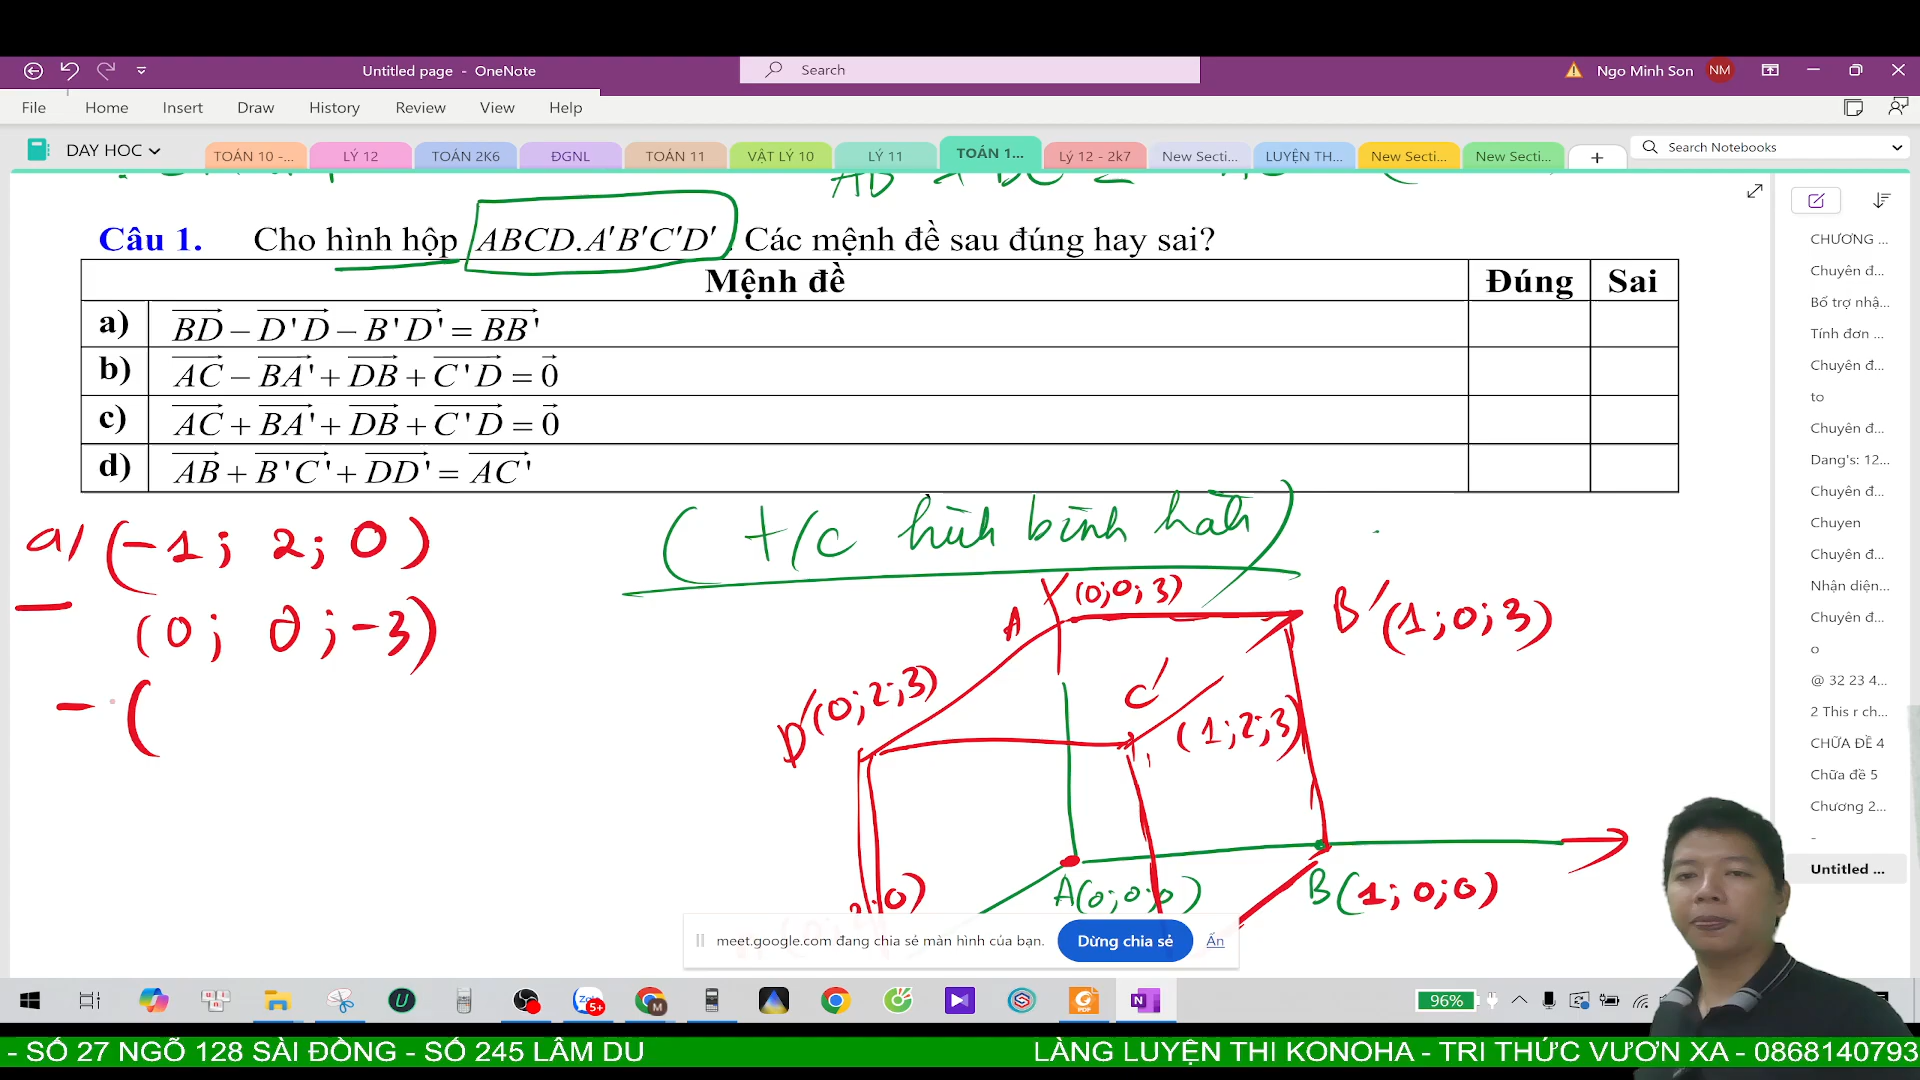 Untitled page - OneNote
Search
Ngo Minh Son
NM
File Home Insert Draw History Review View Help
DAY HOC
TOÁN 10 -...
LÝ 12
TOÁN 2K6
ĐGNL
TOÁN 11
VẬT LÝ 10
LÝ 11
TOÁN 1...
Lý 12 - 2k7
New Secti...
LUYỆN TH...
New Secti...
New Secti...
+
Search Notebooks
Câu 1. Cho hình hộp ABCD.A'B'C'D' . Các mệnh đề sau đúng hay sai?
Mệnh đề Đúng Sai
a) BD − D'D − B'D' = BB'
b) AC − BA' + DB + C'D = 0
c) AC + BA' + DB + C'D = 0
d) AB + B'C' + DD' = AC'
( t/c hình bình hành )
a/ (-1; 2; 0)
- (0; 0; -3)
- (
A (0;0;3)
B' (1;0;3)
D' (0;2;3)
C' (1;2;3)
A(0;0;0)
B(1;0;0)
CHƯƠNG ...
Chuyên đ...
Bố trợ nhậ...
Tính đơn ...
Chuyên đ...
to
Chuyên đ...
Dang's: 12...
Chuyên đ...
Chuyen
Chuyên đ...
Nhận diện...
Chuyên đ...
o
@ 32 23 4...
2 This r ch...
CHỮA ĐỀ 4
Chữa đề 5
Chương 2...
-
Untitled ...
meet.google.com đang chia sẻ màn hình của bạn.
Dừng chia sẻ
Ẩn
96%
- SỐ 27 NGÕ 128 SÀI ĐỒNG - SỐ 245 LÂM DU
LÀNG LUYỆN THI KONOHA - TRI THỨC VƯƠN XA - 0868140793